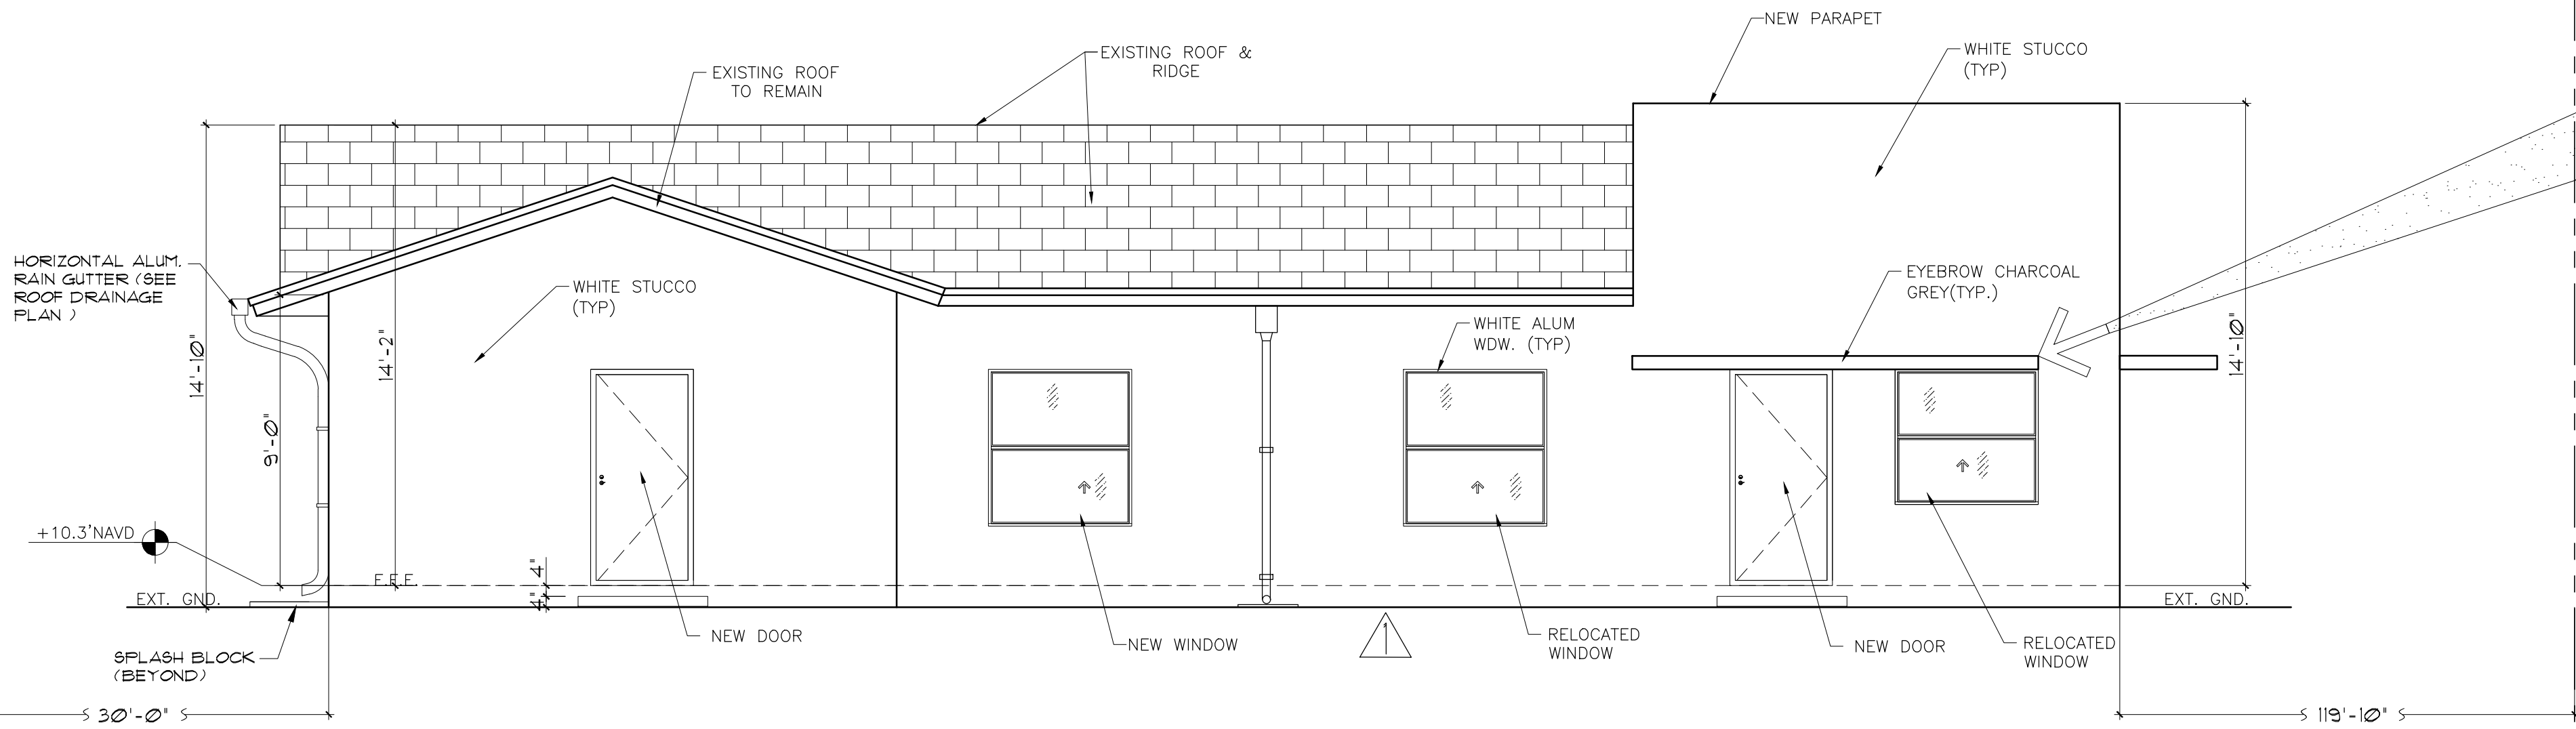 NEW PARAPET
WHITE STUCCO
(TYP)
EXISTING ROOF &
RIDGE
EXISTING ROOF
TO REMAIN
HORIZONTAL ALUM.
RAIN GUTTER (SEE
ROOF DRAINAGE
PLAN )
WHITE STUCCO
(TYP)
EYEBROW CHARCOAL
GREY(TYP.)
WHITE ALUM
WDW. (TYP)
14'-10"
14'-2"
9'-0"
14'-10"
+10.3'NAVD
F.F.E.
4"
4"
EXT. GND.
EXT. GND.
NEW DOOR
NEW WINDOW
1
RELOCATED
WINDOW
NEW DOOR
RELOCATED
WINDOW
SPLASH BLOCK
(BEYOND)
30'-0"
119'-10"